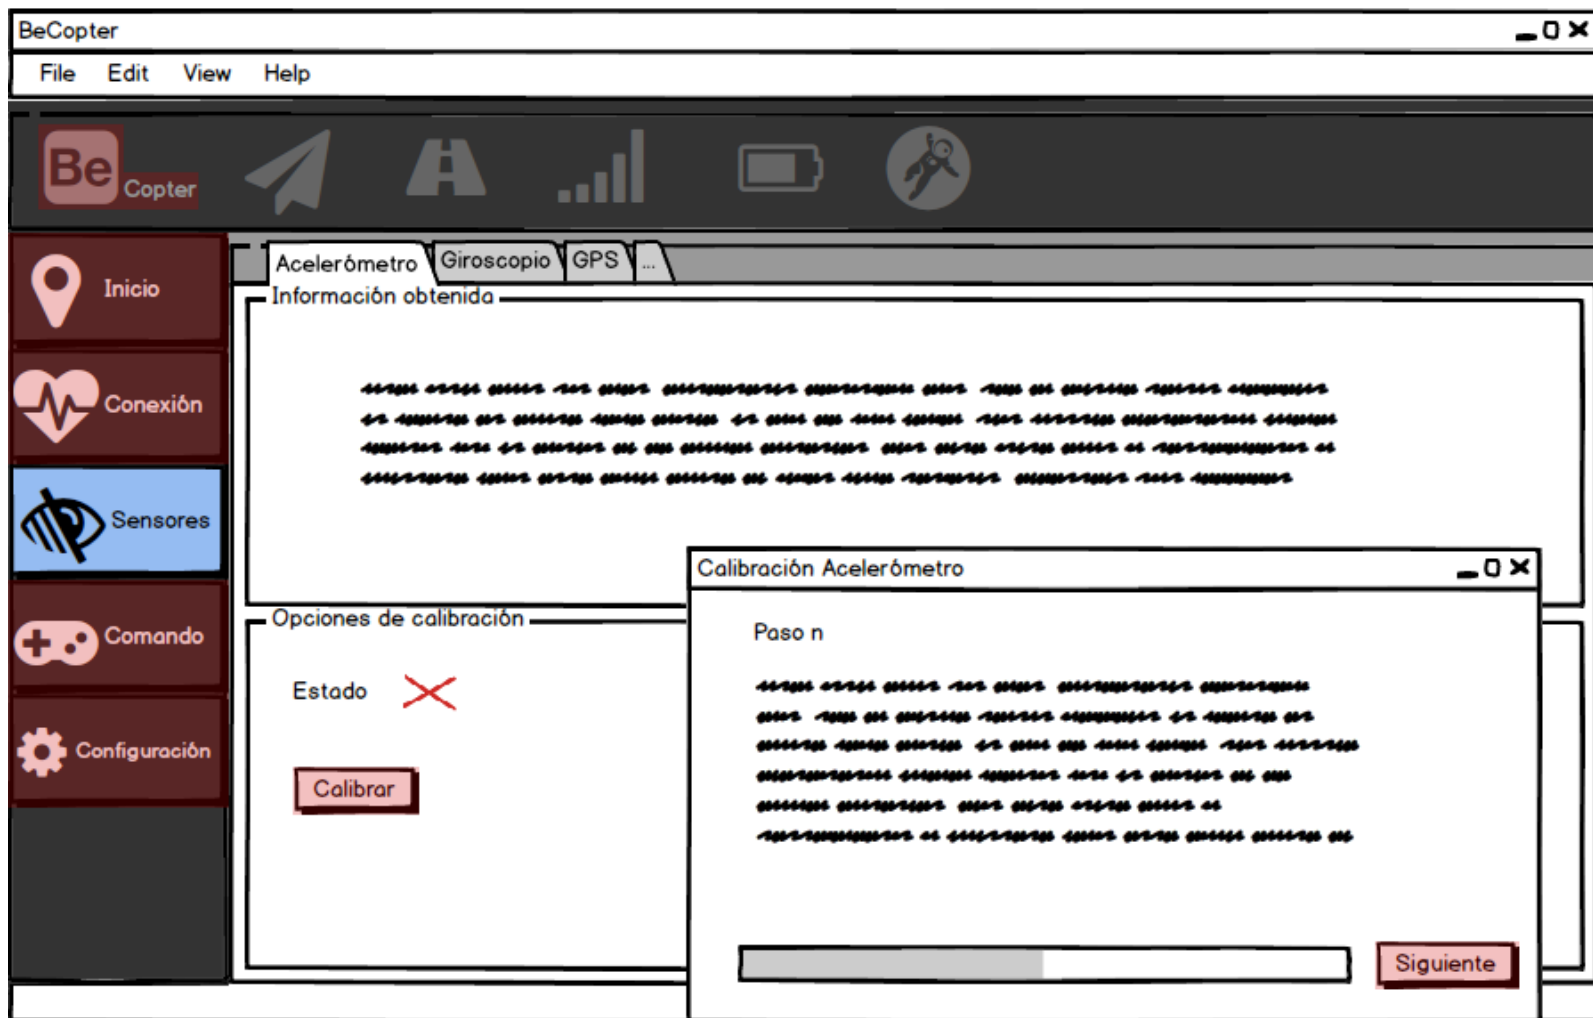 BeCopter
File Edit View Help
Be Copter
Inicio
Conexión
Sensores
Comando
Configuración
Acelerómetro Giroscopio GPS ...
Información obtenida
Opciones de calibración
Estado
Calibrar
Calibración Acelerómetro
Paso n
Siguiente